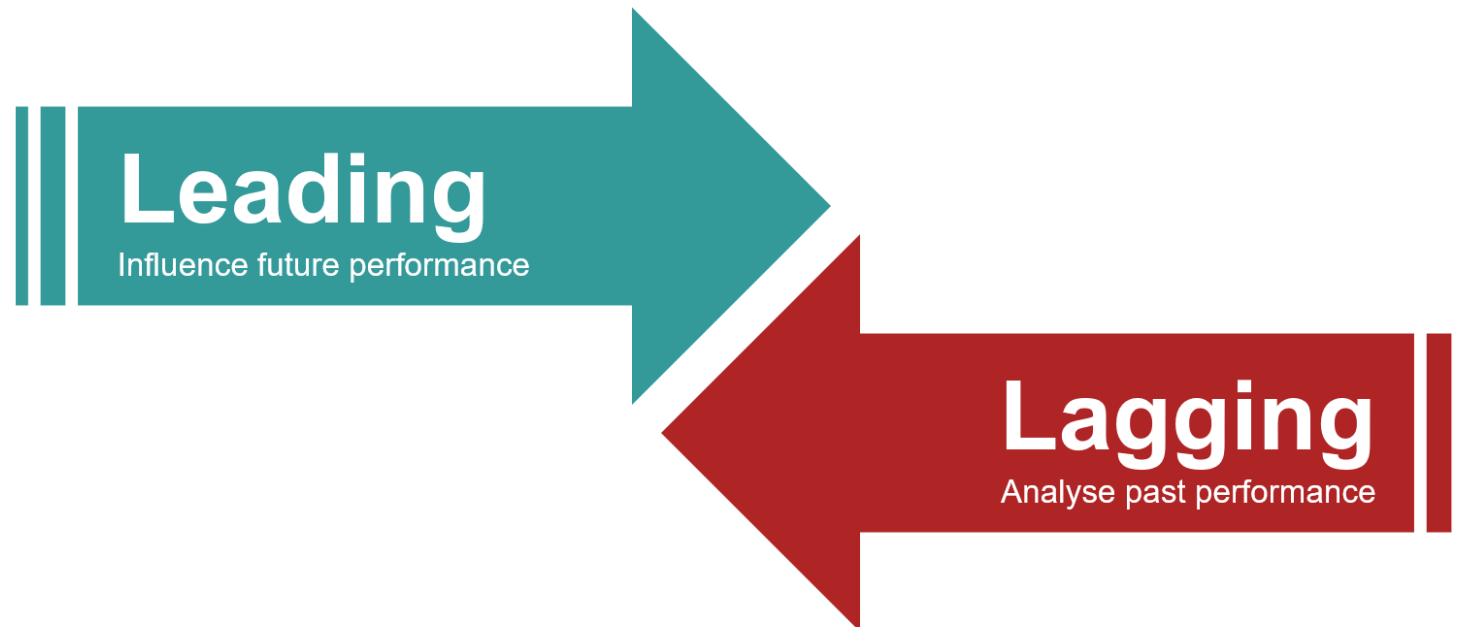 Leading
Influence future performance
Lagging
Analyse past performance